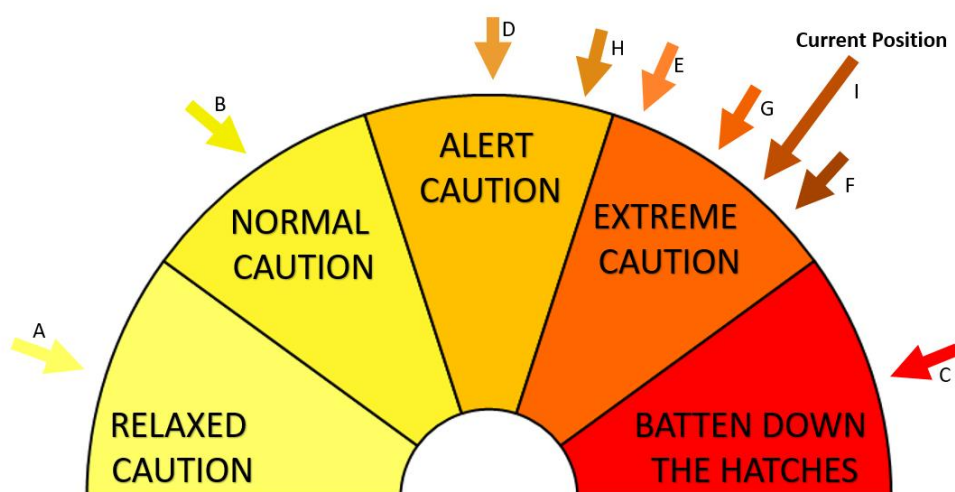 D
H
E
Current Position
B
G
I
F
ALERT
CAUTION
NORMAL
CAUTION
EXTREME
CAUTION
A
C
RELAXED
CAUTION
BATTEN DOWN
THE HATCHES